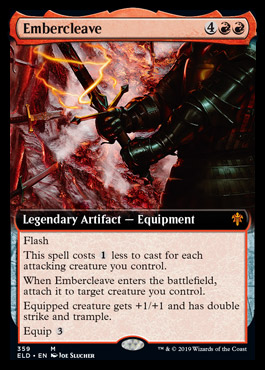 Embercleave 4
Legendary Artifact — Equipment
Flash
This spell costs 1 less to cast for each
attacking creature you control.
When Embercleave enters the battlefield,
attach it to target creature you control.
Equipped creature gets +1/+1 and has double
strike and trample.
Equip 3
359 M
ELD • EN Joe Slucher ™ & © 2019 Wizards of the Coast